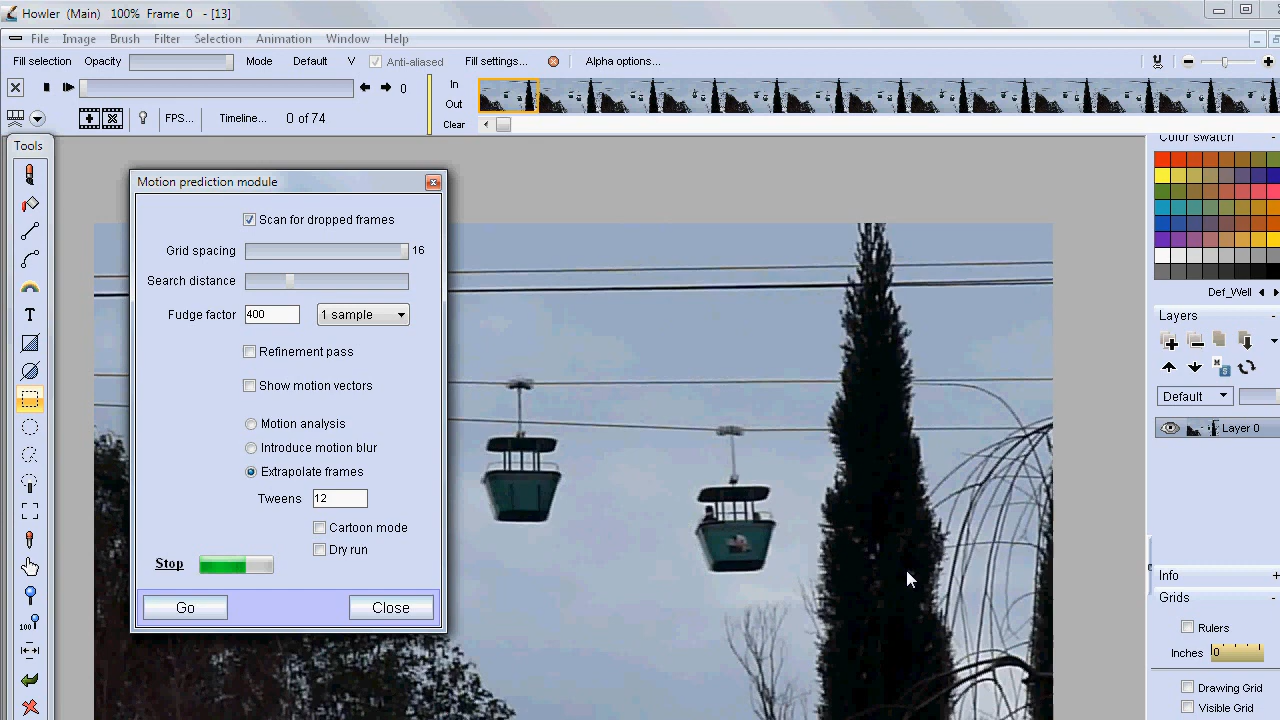 Howler (Main) 100% Frame 0 - [13]
File Image Brush Filter Selection Animation Window Help
Fill selection Opacity Mode Default V Anti-aliased Fill settings... Alpha options...
0 In
Out
FPS... Timeline... 0 of 74 Clear
Tools
Color swatch
Motion prediction module
Scan for dropped frames
Grid spacing 16
Search distance
Fudge factor 400 1 sample
Refinement pass
Show motion vectors
Motion analysis
Introduce motion blur
Extrapolate frames
Tweens 12
Cartoon mode
Dry run
Stop
Go Close
T
100
Def_Well
Layers
M
S
Default
Layer 0
Info
Grids
Rulers
Inches 0
Drawing Grid
Visible Grid